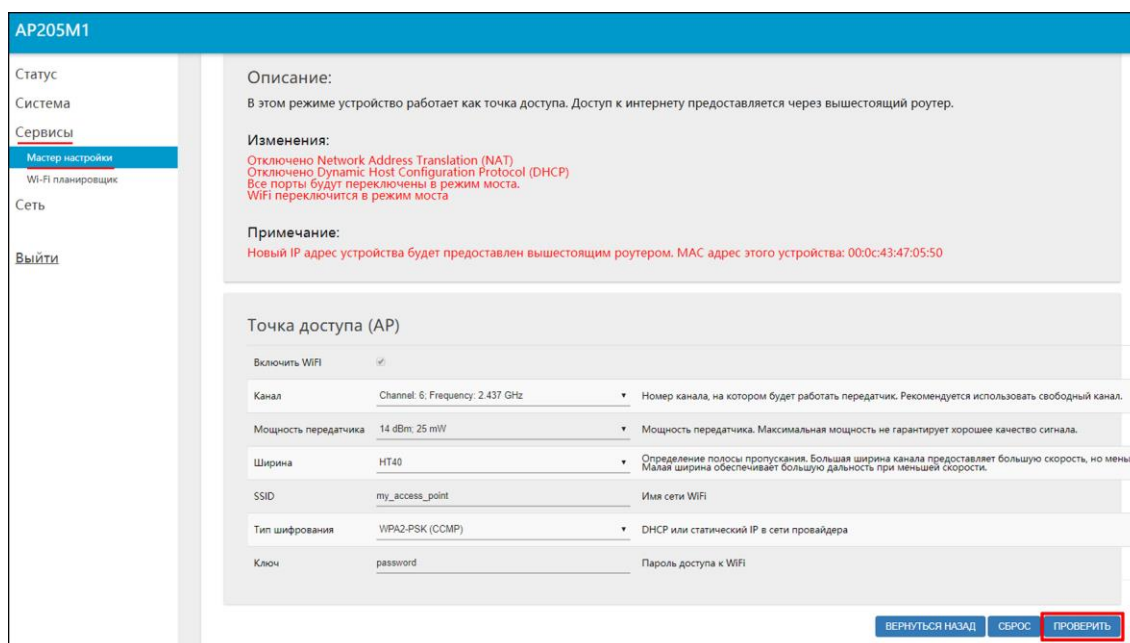 AP205M1
Статус
Система
Сервисы
Мастер настройки
Wi-Fi планировщик
Сеть
Выйти
Описание:
В этом режиме устройство работает как точка доступа. Доступ к интернету предоставляется через вышестоящий роутер.
Изменения:
Отключено Network Address Translation (NAT)
Отключено Dynamic Host Configuration Protocol (DHCP)
Все порты будут переключены в режим моста.
WiFi переключится в режим моста
Примечание:
Новый IP адрес устройства будет предоставлен вышестоящим роутером. MAC адрес этого устройства: 00:0c:43:47:05:50
Точка доступа (AP)
Включить WiFI
Канал Channel: 6; Frequency: 2.437 GHz Номер канала, на котором будет работать передатчик. Рекомендуется использовать свободный канал.
Мощность передатчика 14 dBm; 25 mW Мощность передатчика. Максимальная мощность не гарантирует хорошее качество сигнала.
Ширина HT40 Определение полосы пропускания. Большая ширина канала предоставляет большую скорость, но мень
Малая ширина обеспечивает большую дальность при меньшей скорости.
SSID my_access_point Имя сети WiFi
Тип шифрования WPA2-PSK (CCMP) DHCP или статический IP в сети провайдера
Ключ password Пароль доступа к WiFi
ВЕРНУТЬСЯ НАЗАД СБРОС ПРОВЕРИТЬ